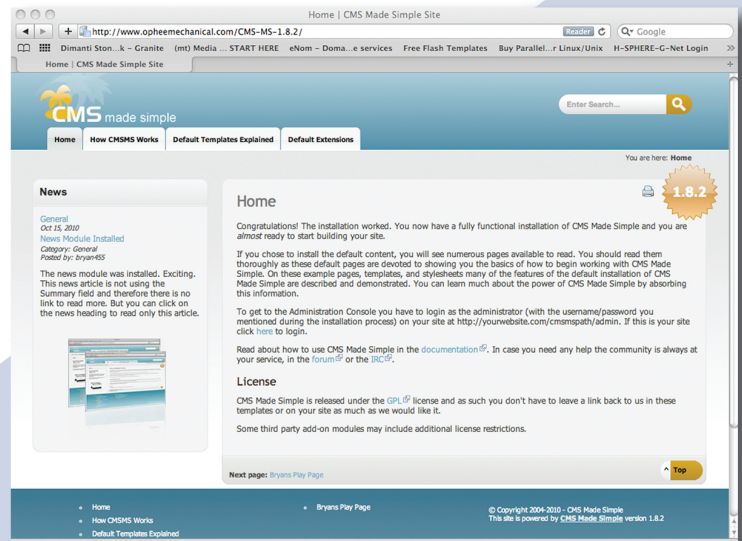 Home | CMS Made Simple Site
http://www.opheemechanical.com/CMS-MS-1.8.2/
Reader
Google
Dimanti Ston...k – Granite (mt) Media ... START HERE eNom – Doma...e services Free Flash Templates Buy Parallel...r Linux/Unix H-SPHERE-G-Net Login
Home | CMS Made Simple Site
CMS made simple
Enter Search...
Home How CMSMS Works Default Templates Explained Default Extensions
You are here: Home
News
General
Oct 15, 2010
News Module Installed
Category: General
Posted by: bryan455
The news module was installed. Exciting.
This news article is not using the
Summary field and therefore there is no
link to read more. But you can click on
the news heading to read only this article.
1.8.2
Home
Congratulations! The installation worked. You now have a fully functional installation of CMS Made Simple and you are
almost ready to start building your site.
If you chose to install the default content, you will see numerous pages available to read. You should read them
thoroughly as these default pages are devoted to showing you the basics of how to begin working with CMS Made
Simple. On these example pages, templates, and stylesheets many of the features of the default installation of CMS
Made Simple are described and demonstrated. You can learn much about the power of CMS Made Simple by absorbing
this information.
To get to the Administration Console you have to login as the administrator (with the username/password you
mentioned during the installation process) on your site at http://yourwebsite.com/cmsmspath/admin. If this is your site
click here to login.
Read about how to use CMS Made Simple in the documentation. In case you need any help the community is always at
your service, in the forum or the IRC.
License
CMS Made Simple is released under the GPL license and as such you don't have to leave a link back to us in these
templates or on your site as much as we would like it.
Some third party add-on modules may include additional license restrictions.
Next page: Bryans Play Page
^ Top
Home
How CMSMS Works
Default Templates Explained
Bryans Play Page
© Copyright 2004-2010 - CMS Made Simple
This site is powered by CMS Made Simple version 1.8.2